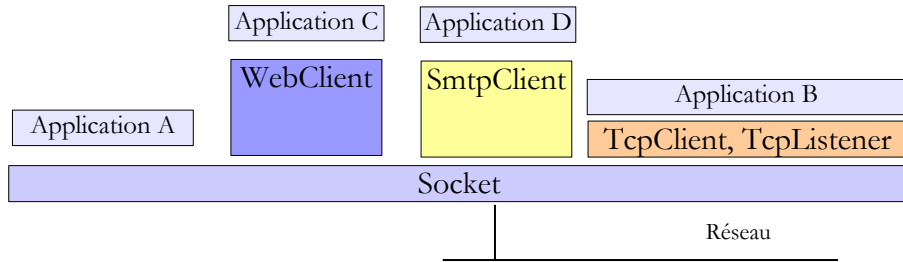 Application C
Application D
WebClient
SmtpClient
Application B
Application A
TcpClient, TcpListener
Socket
Réseau